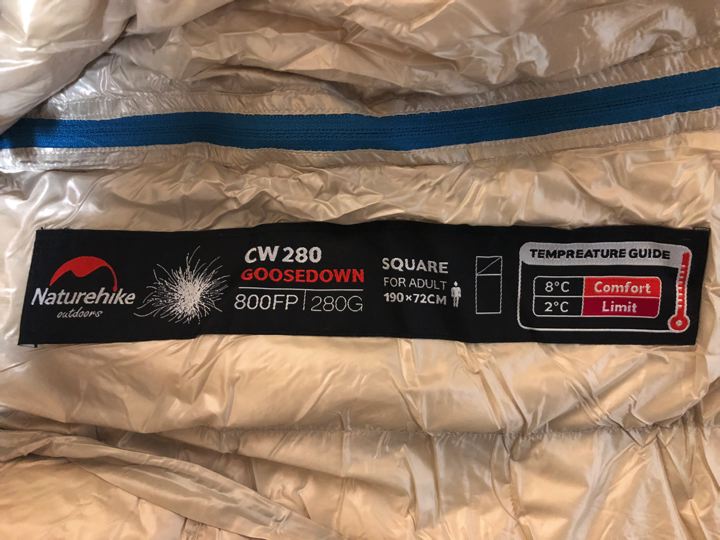 Naturehike
outdoors®
CW 280
GOOSEDOWN
800FP | 280G
SQUARE
FOR ADULT
190×72CM
TEMPREATURE GUIDE
8°C Comfort
2°C Limit